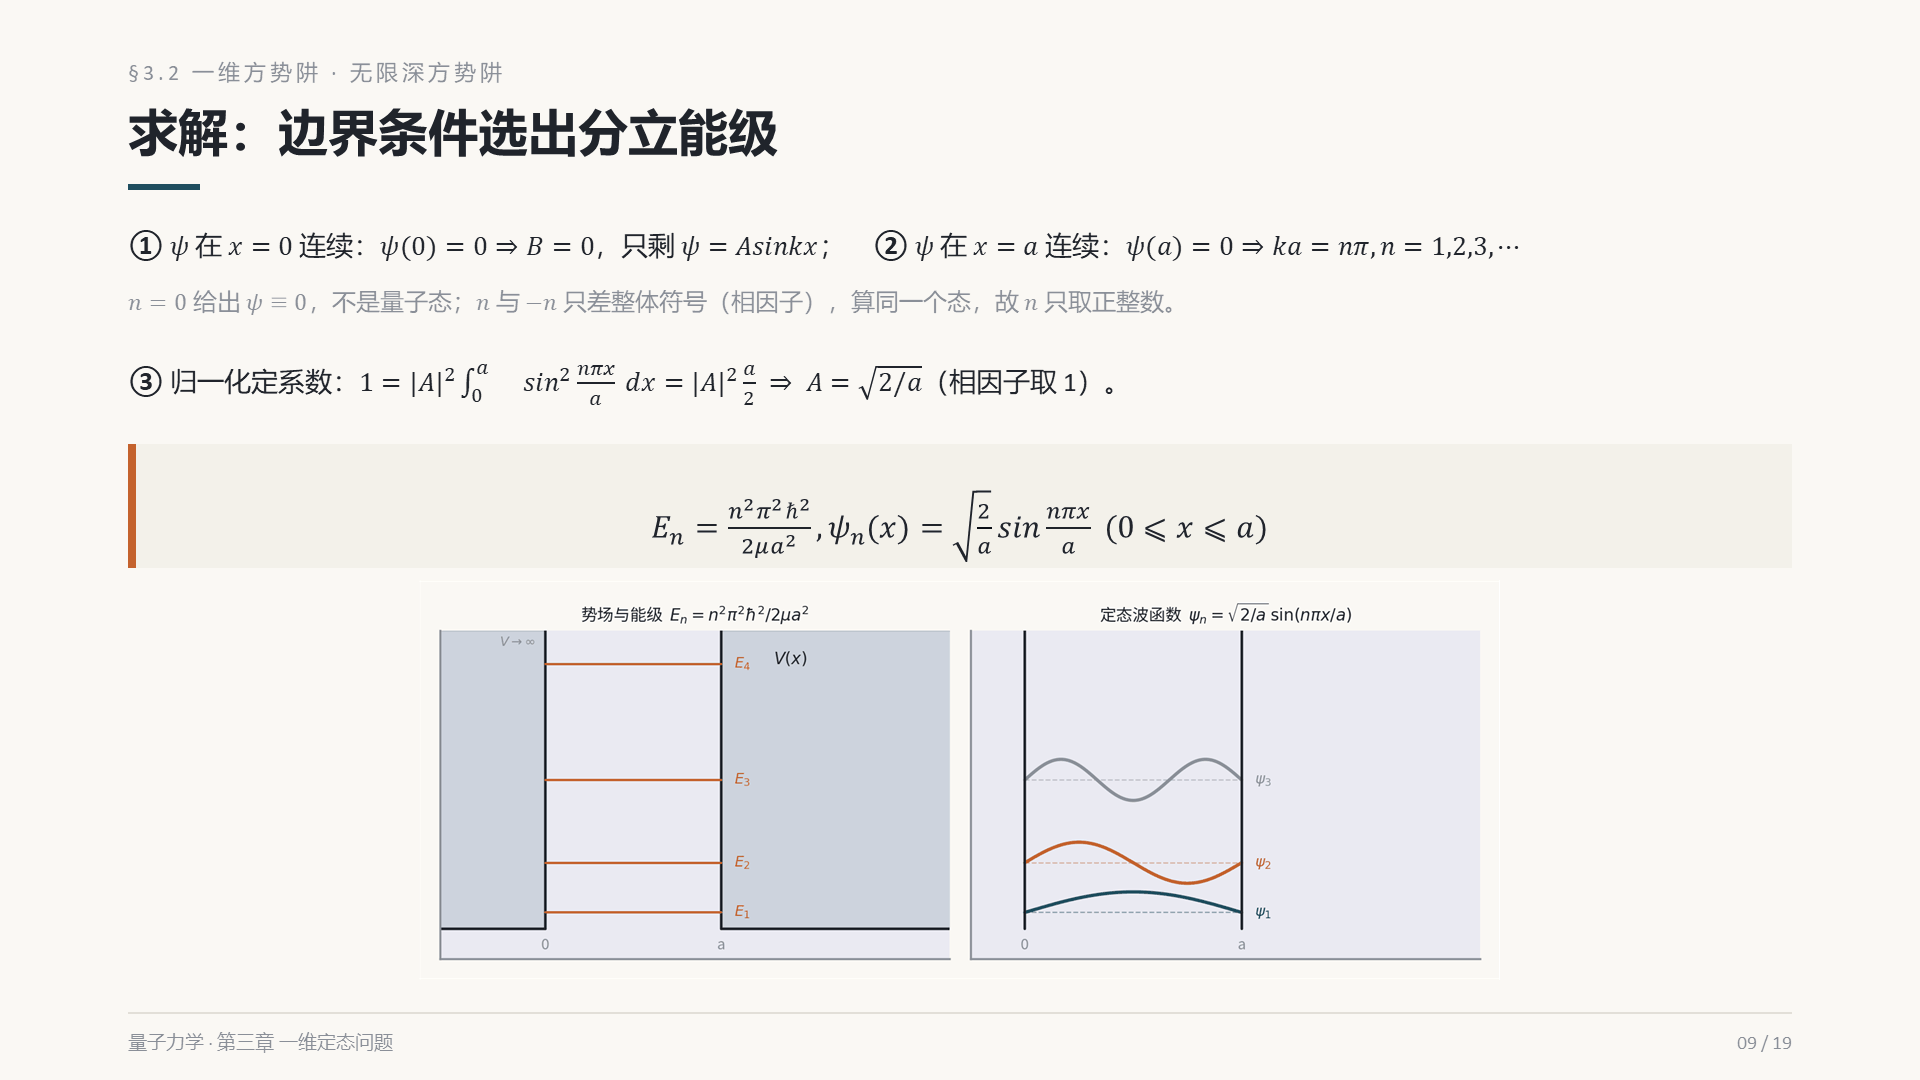 §3.2 一维方势阱 · 无限深方势阱
求解：边界条件选出分立能级
① ψ 在 x = 0 连续：ψ(0) = 0 ⇒ B = 0，只剩 ψ = Asinkx； ② ψ 在 x = a 连续：ψ(a) = 0 ⇒ ka = nπ, n = 1,2,3,⋯
n = 0 给出 ψ ≡ 0，不是量子态；n 与 −n 只差整体符号（相因子），算同一个态，故 n 只取正整数。
③ 归一化定系数：1 = |A|² ∫₀ᵃ sin² nπx/a dx = |A|² a/2 ⇒ A = √2/a（相因子取 1）。
Eₙ = n²π²ħ²/2μa² , ψₙ(x) = √(2/a) sin nπx/a (0 ⩽ x ⩽ a)
势场与能级 Eₙ = n²π²ħ²/2μa²
V → ∞
V(x)
E₄
E₃
E₂
E₁
0 a
定态波函数 ψₙ = √2/a sin(nπx/a)
ψ₃
ψ₂
ψ₁
0 a
量子力学 · 第三章 一维定态问题
09 / 19